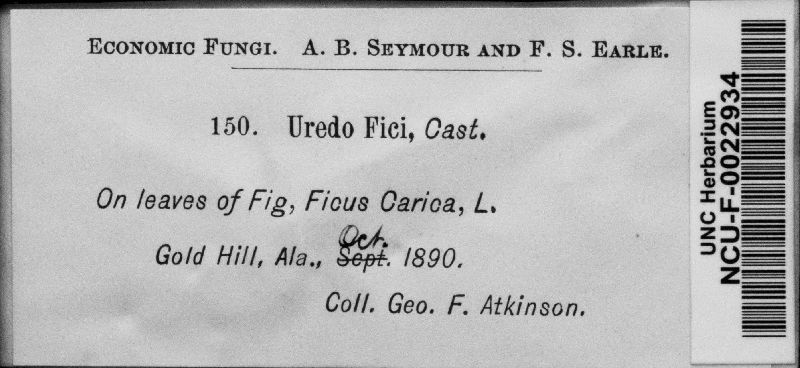 Economic Fungi. A. B. Seymour and F. S. Earle.
150. Uredo Fici, Cast.
On leaves of Fig, Ficus Carica, L.
Oct.
Gold Hill, Ala., Sept. 1890.
Coll. Geo. F. Atkinson.
UNC Herbarium
NCU-F-0022934